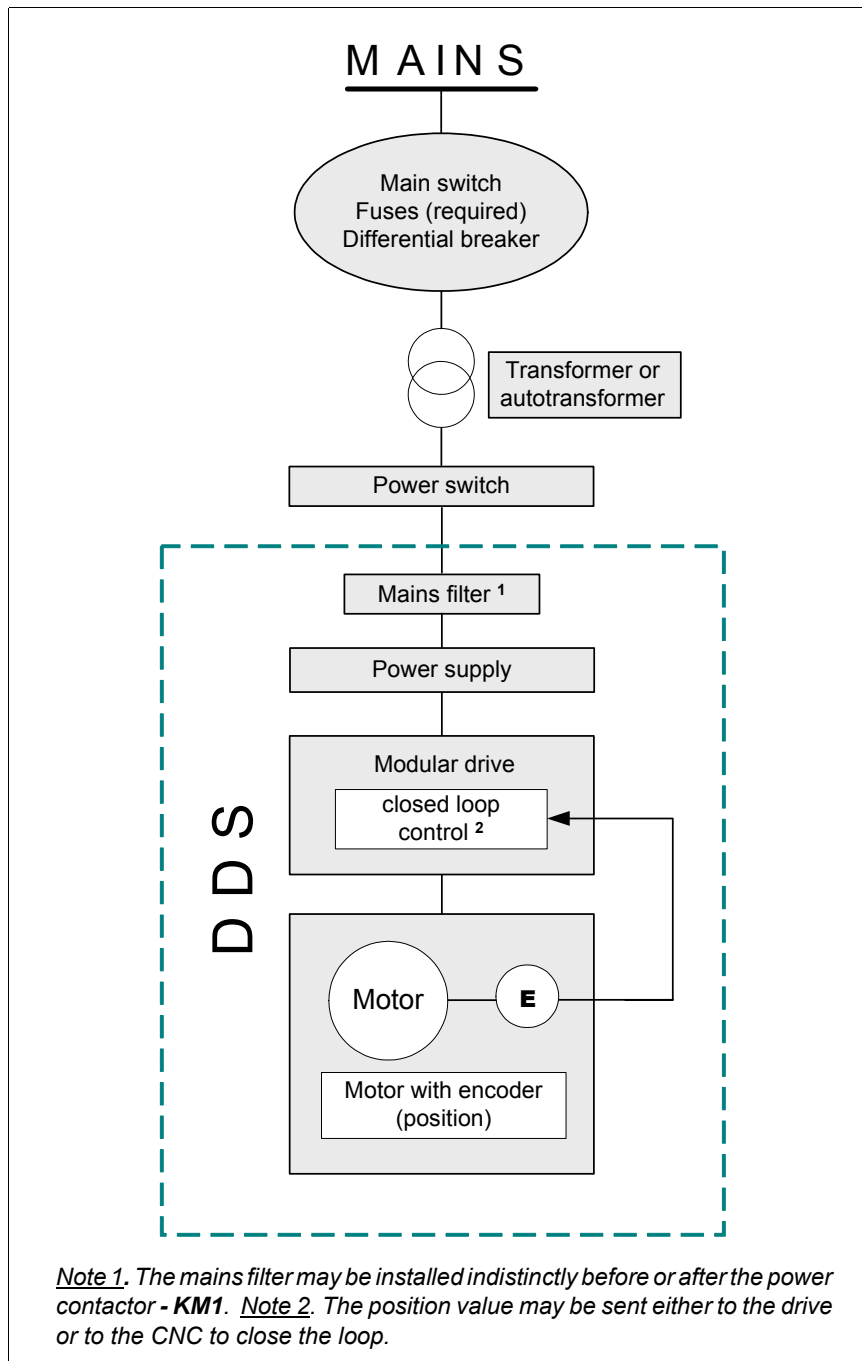 MAINS
Main switch
Fuses (required)
Differential breaker
Transformer or
autotransformer
Power switch
Mains filter ¹
Power supply
Modular drive
closed loop
control ²
DDS
Motor
E
Motor with encoder
(position)
Note 1. The mains filter may be installed indistinctly before or after the power
contactor - KM1. Note 2. The position value may be sent either to the drive
or to the CNC to close the loop.